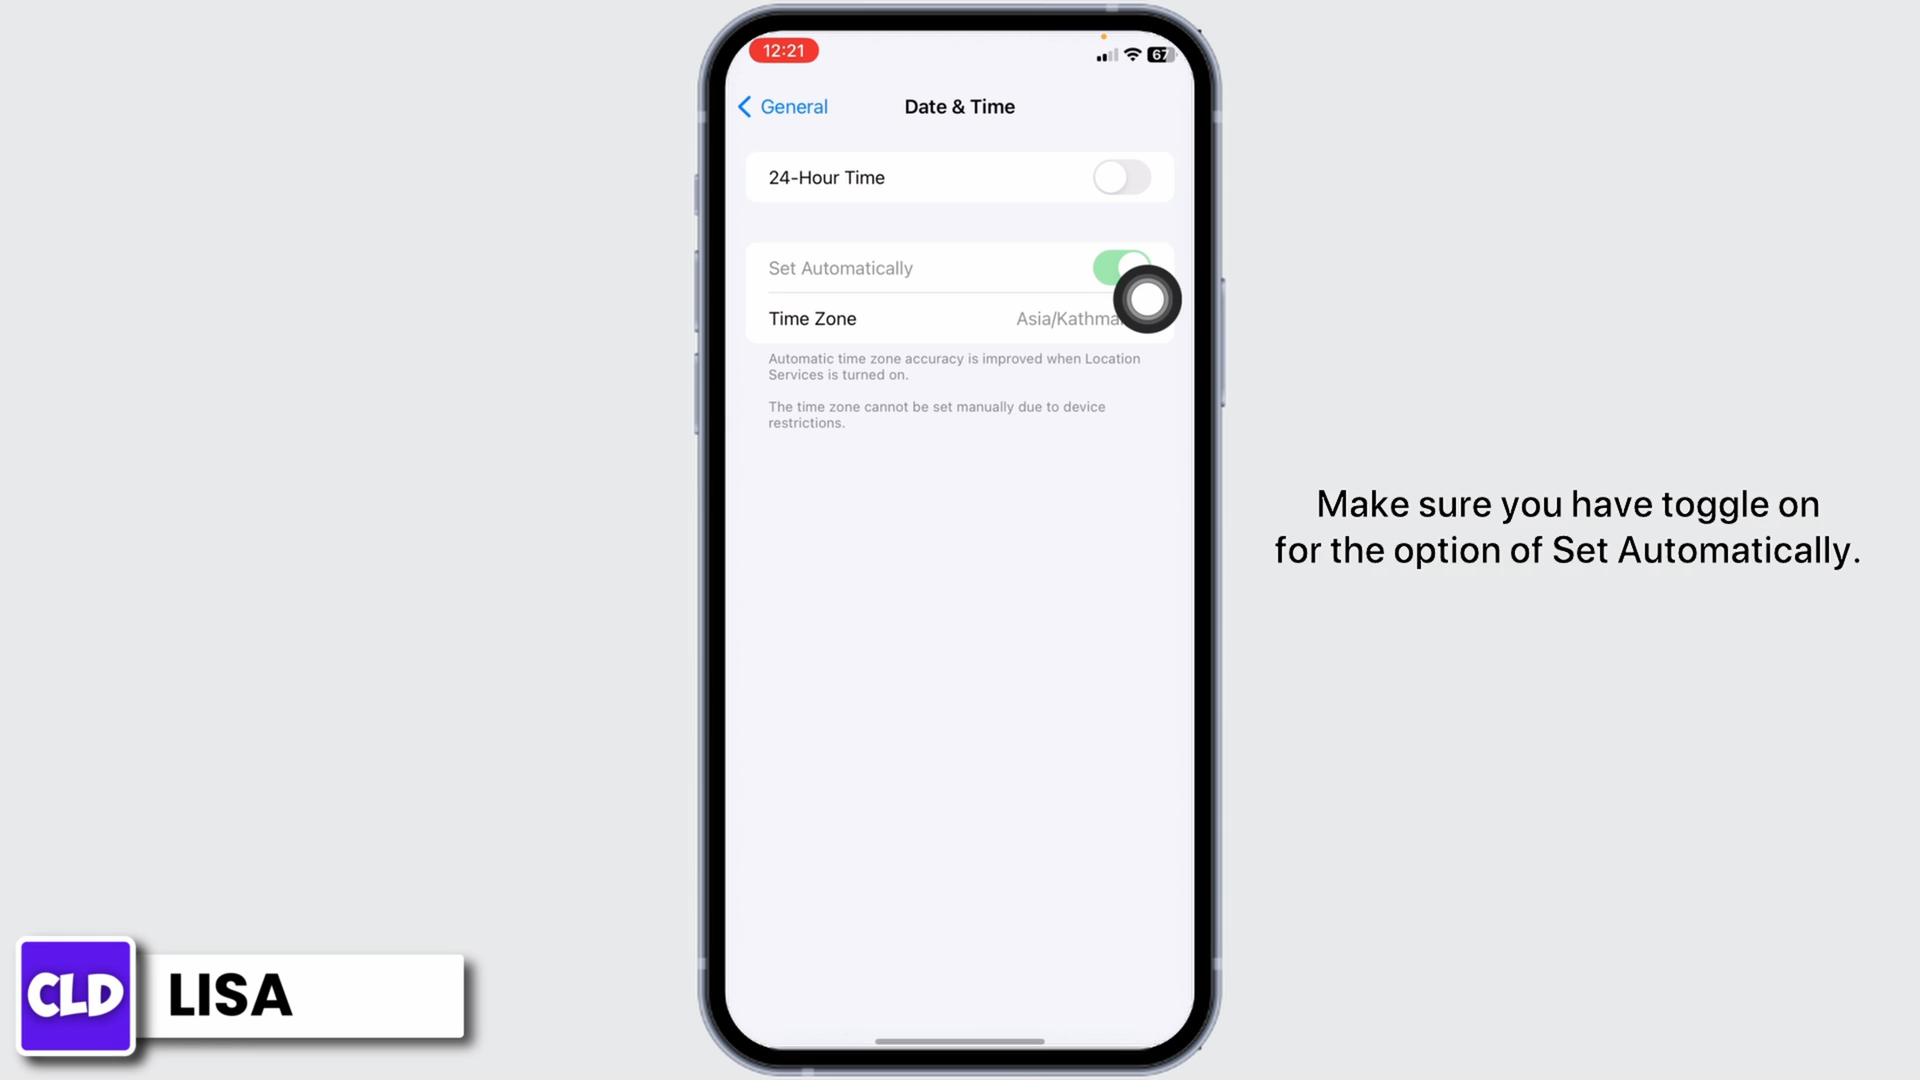 12:21
67
General
Date & Time
24-Hour Time
Set Automatically
Time Zone
Automatic time zone accuracy is improved when Location
Services is turned on.
The time zone cannot be set manually due to device
restrictions.
Make sure you have toggle on
for the option of Set Automatically.
CLD
LISA